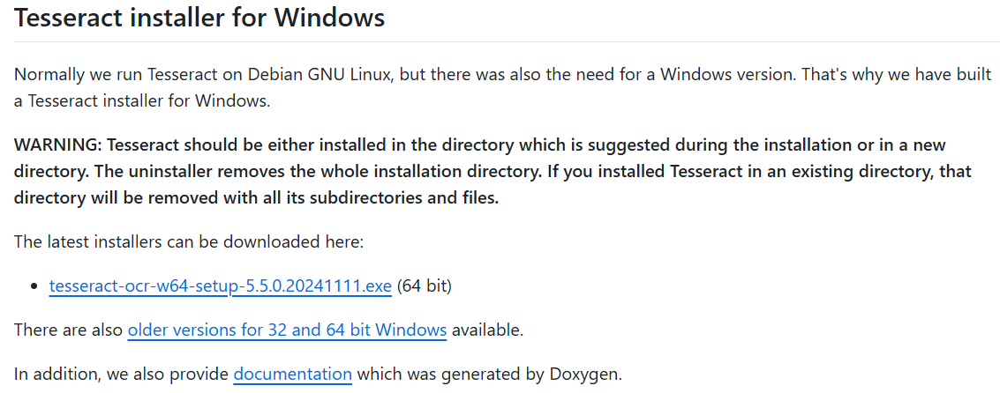 Tesseract installer for Windows
Normally we run Tesseract on Debian GNU Linux, but there was also the need for a Windows version. That's why we have built
a Tesseract installer for Windows.
WARNING: Tesseract should be either installed in the directory which is suggested during the installation or in a new
directory. The uninstaller removes the whole installation directory. If you installed Tesseract in an existing directory, that
directory will be removed with all its subdirectories and files.
The latest installers can be downloaded here:
• tesseract-ocr-w64-setup-5.5.0.20241111.exe (64 bit)
There are also older versions for 32 and 64 bit Windows available.
In addition, we also provide documentation which was generated by Doxygen.